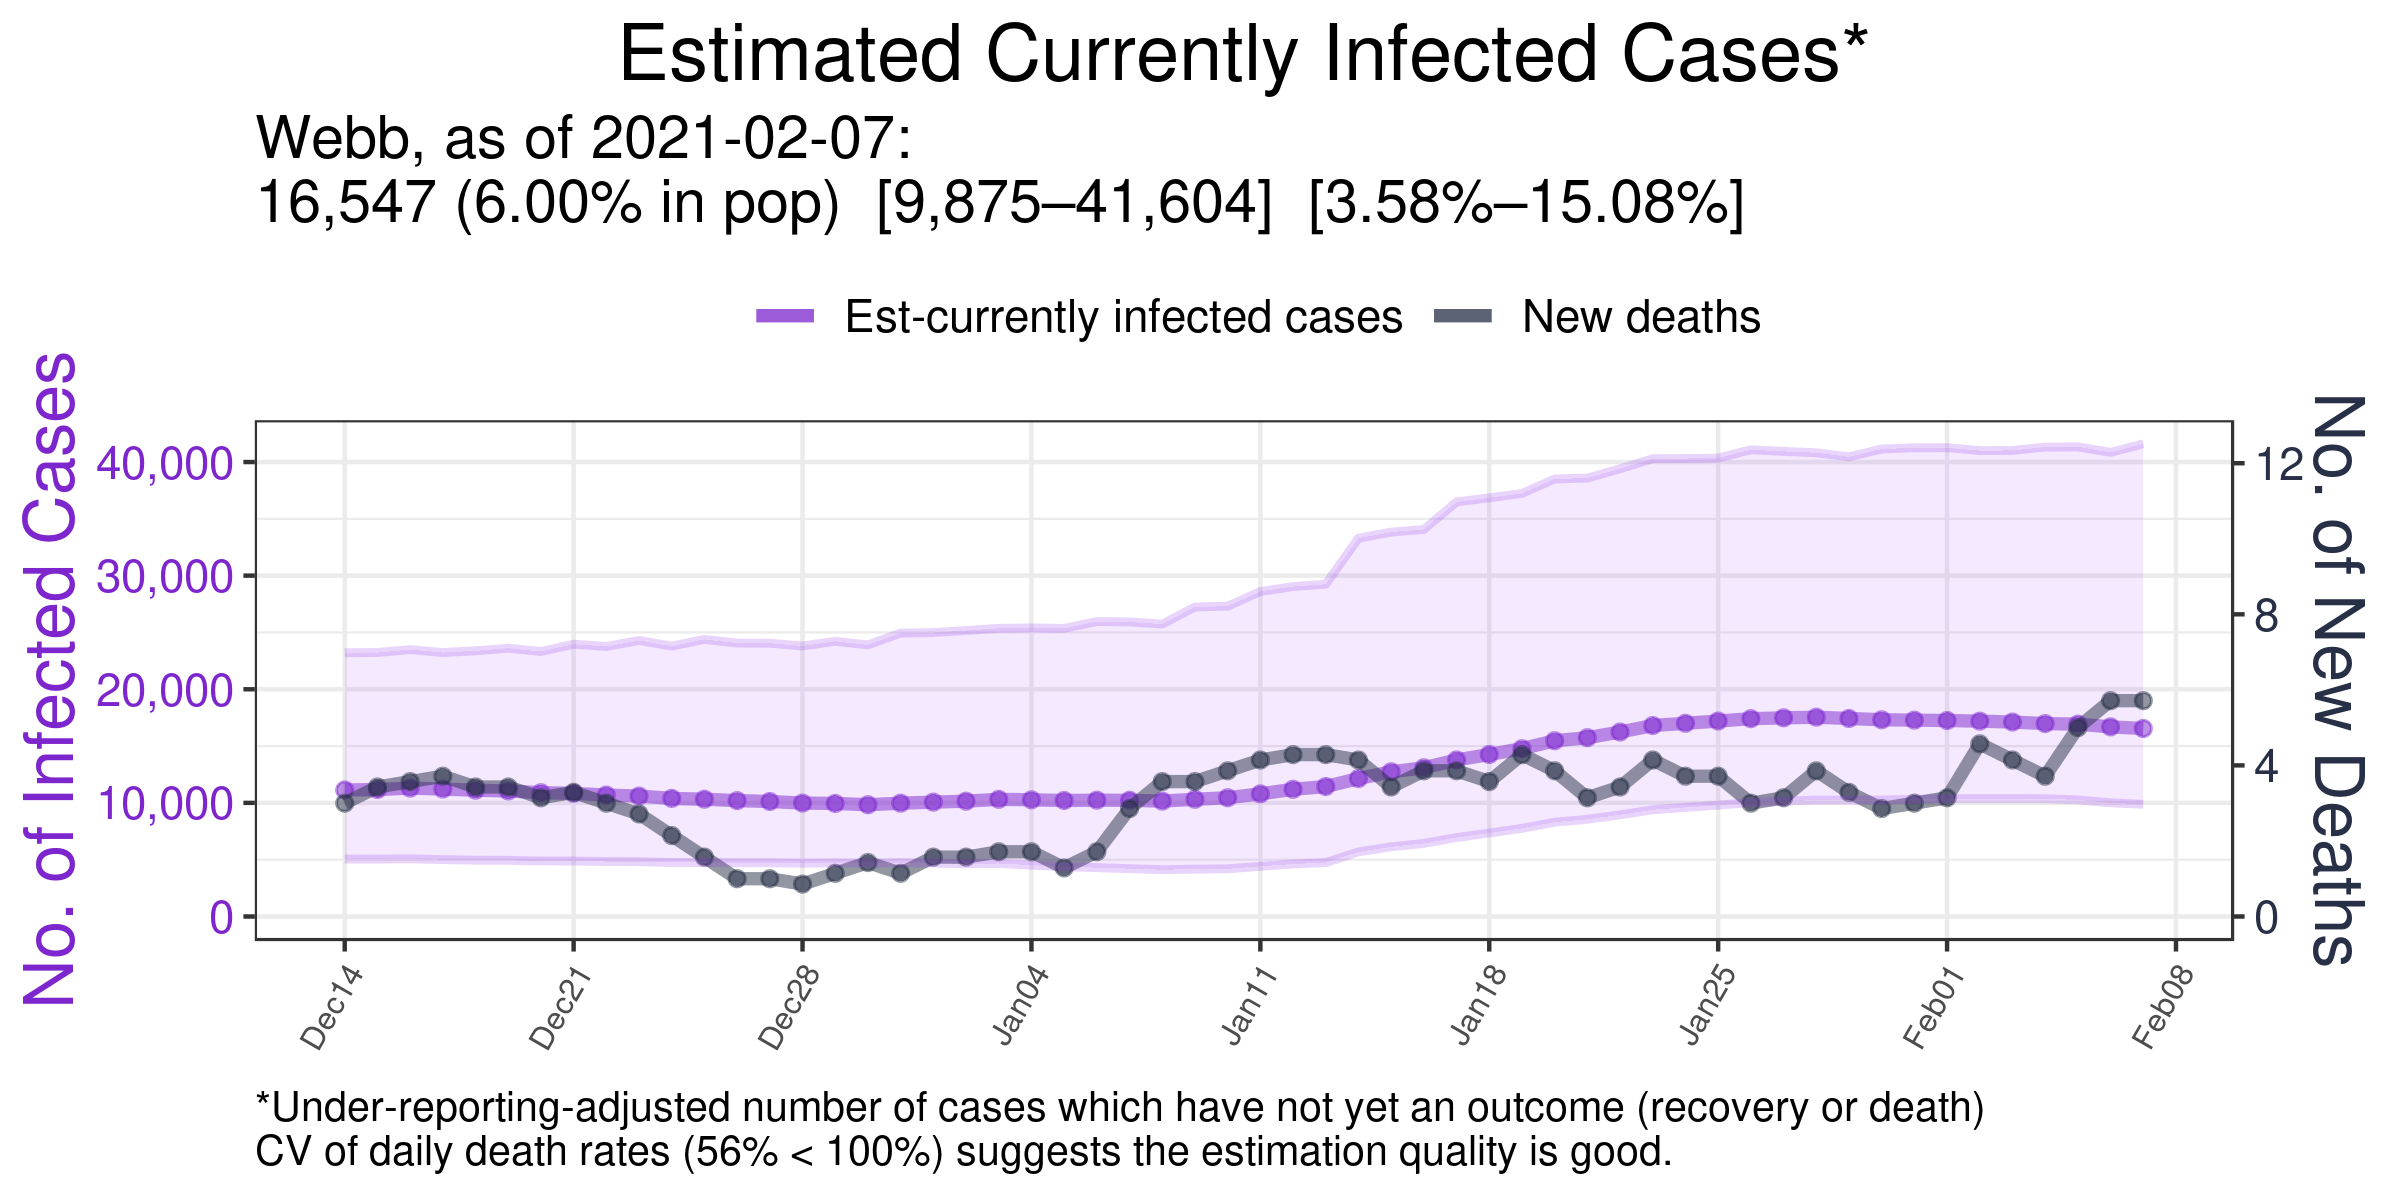 Estimated Currently Infected Cases*
Webb, as of 2021-02-07:
16,547 (6.00% in pop)  [9,875–41,604]  [3.58%–15.08%]
Est-currently infected cases
New deaths
No. of Infected Cases
40,000
30,000
20,000
10,000
0
12
8
4
0
No. of New Deaths
Dec14
Dec21
Dec28
Jan04
Jan11
Jan18
Jan25
Feb01
Feb08
*Under-reporting-adjusted number of cases which have not yet an outcome (recovery or death)
CV of daily death rates (56% < 100%) suggests the estimation quality is good.